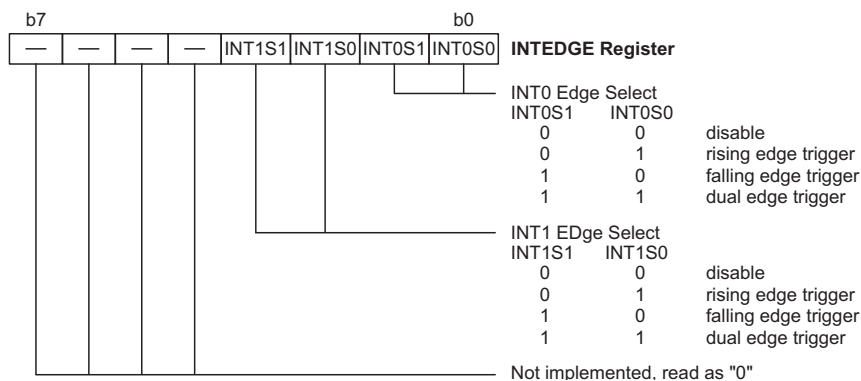 b7 b0
— — — — INT1S1 INT1S0 INT0S1 INT0S0 INTEDGE Register
INT0 Edge Select
INT0S1 INT0S0
0 0 disable
0 1 rising edge trigger
1 0 falling edge trigger
1 1 dual edge trigger
INT1 EDge Select
INT1S1 INT1S0
0 0 disable
0 1 rising edge trigger
1 0 falling edge trigger
1 1 dual edge trigger
Not implemented, read as "0"